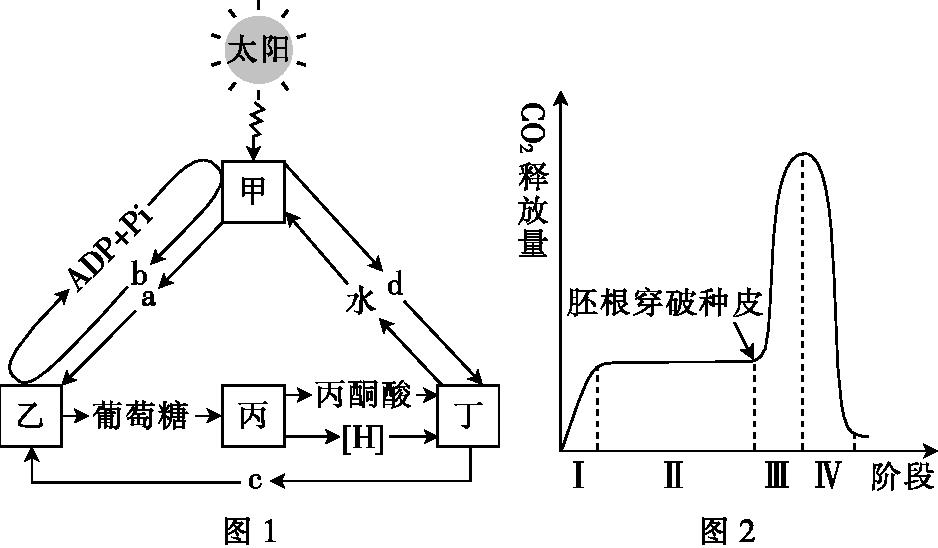 太阳
甲
ADP+Pi
b
a
水
d
乙
葡萄糖
丙
丙酮酸
[H]
丁
c
图1
CO₂释放量
胚根穿破种皮
Ⅰ Ⅱ Ⅲ Ⅳ 阶段
图2